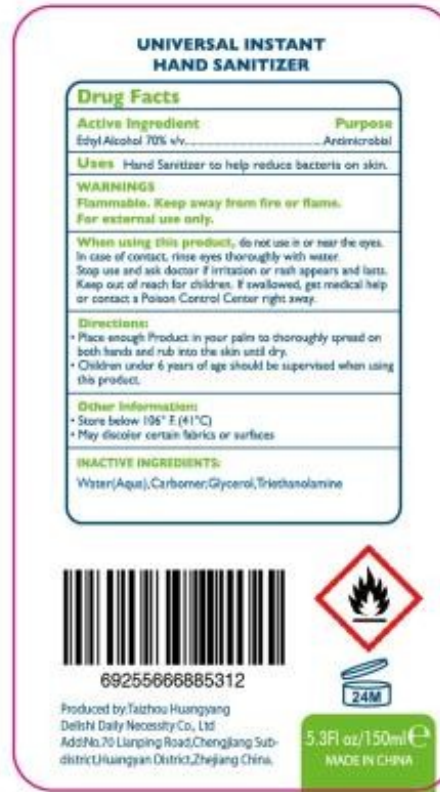 UNIVERSAL INSTANT
HAND SANITIZER
Drug Facts
Active Ingredient Purpose
Ethyl Alcohol 70% v/v.......................................Antimicrobial
Uses Hand Sanitizer to help reduce bacteria on skin.
WARNINGS
Flammable. Keep away from fire or flame.
For external use only.
When using this product, do not use in or near the eyes.
In case of contact, rinse eyes thoroughly with water.
Stop use and ask doctor if irritation or rash appears and lasts.
Keep out of reach for children. If swallowed, get medical help
or contact a Poison Control Center right away.
Directions:
• Place enough Product in your palm to thoroughly spread on
both hands and rub into the skin until dry.
• Children under 6 years of age should be supervised when using
this product.
Other Information:
• Store below 106° F.(41°C)
• May discolor certain fabrics or surfaces
INACTIVE INGREDIENTS:
Water(Aqua),Carbomer,Glycerol,Triethanolamine
69255666885312
24M
Produced by:Taizhou Huangyang
Delishi Daily Necessity Co., Ltd
Add:No.70 Lianping Road,Chengjiang Sub-
district,Huangyan District,Zhejiang China.
5.3Fl oz/150ml℮
MADE IN CHINA